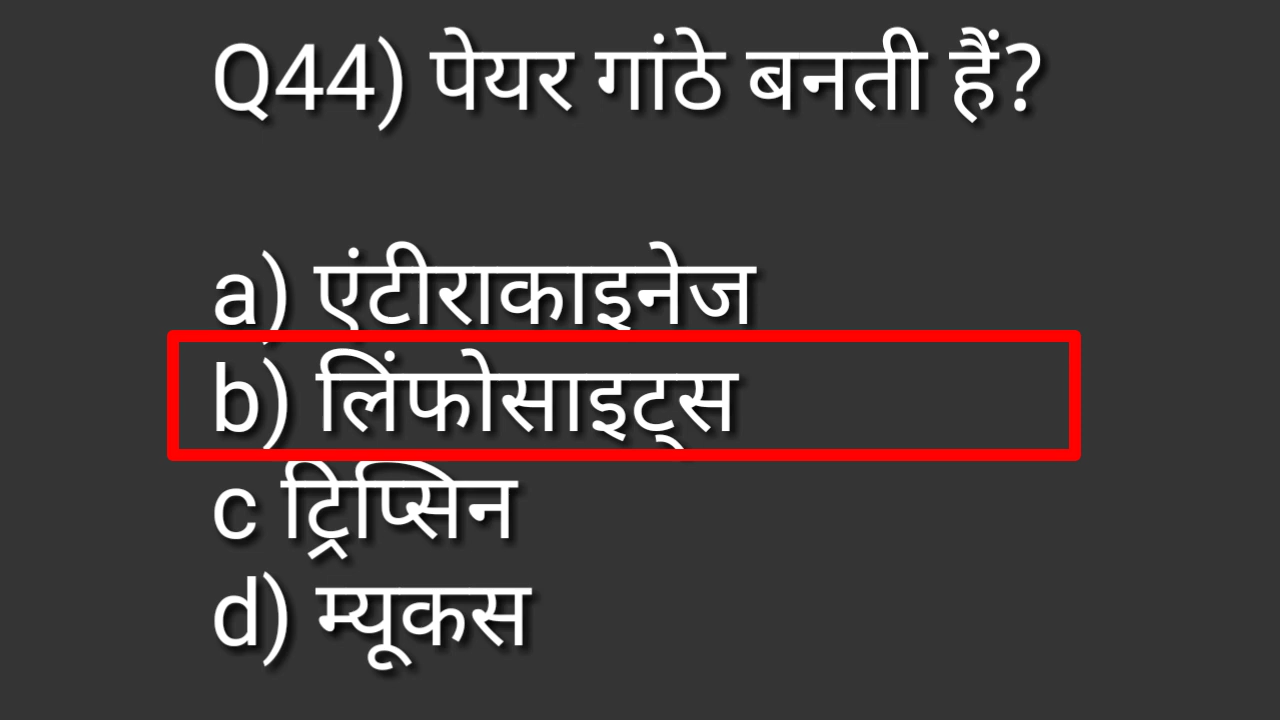 Q44) पेयर गांठे बनती हैं?
a) एंटीराकाइनेज
b) लिंफोसाइट्स
c ट्रिप्सिन
d) म्यूकस